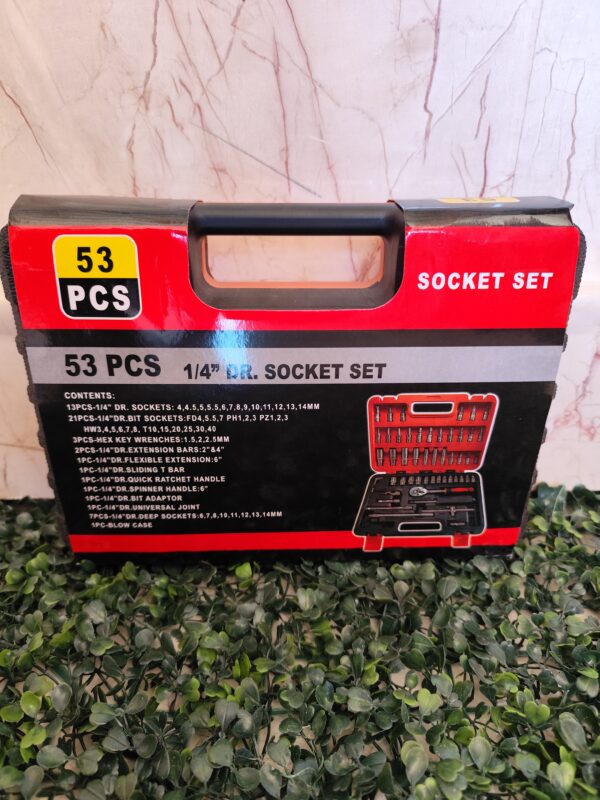 53
PCS
SOCKET SET
53 PCS 1/4” DR. SOCKET SET
CONTENTS:
13PCS-1/4" DR. SOCKETS: 4,4.5,5,5.5,6,7,8,9,10,11,12,13,14MM
21PCS-1/4"DR.BIT SOCKETS:FD4,5.5,7 PH1,2,3 PZ1,2,3
HW3,4,5,6,7,8, T10,15,20,25,30,40
3PCS-HEX KEY WRENCHES:1.5,2,2.5MM
2PCS-1/4"DR.EXTENSION BARS:2"&4"
1PC-1/4"DR.FLEXIBLE EXTENSION:6"
1PC-1/4"DR.SLIDING T BAR
1PC-1/4"DR.QUICK RATCHET HANDLE
1PC-1/4"DR.SPINNER HANDLE:6"
1PC-1/4"DR.BIT ADAPTOR
1PC-1/4"DR.UNIVERSAL JOINT
7PCS-1/4"DR.DEEP SOCKETS:6,7,8,10,11,12,13,14MM
1PC-BLOW CASE